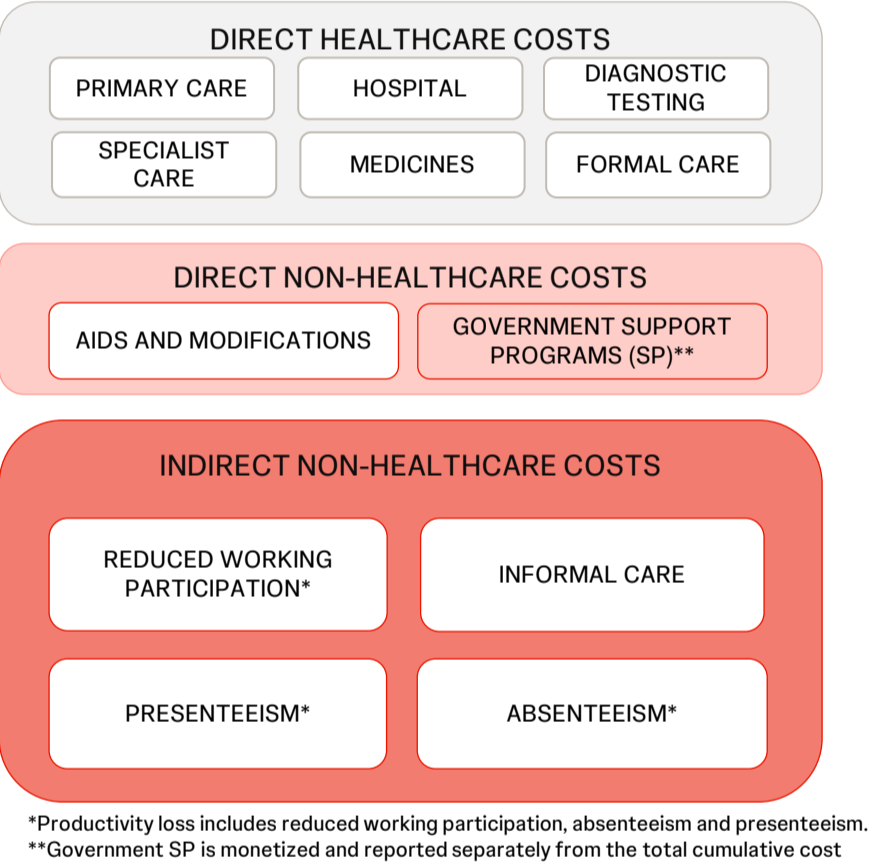 DIRECT HEALTHCARE COSTS
PRIMARY CARE
HOSPITAL
DIAGNOSTIC
TESTING
SPECIALIST
CARE
MEDICINES
FORMAL CARE
DIRECT NON-HEALTHCARE COSTS
AIDS AND MODIFICATIONS
GOVERNMENT SUPPORT
PROGRAMS (SP)**
INDIRECT NON-HEALTHCARE COSTS
REDUCED WORKING
PARTICIPATION*
INFORMAL CARE
PRESENTEEISM*
ABSENTEEISM*
*Productivity loss includes reduced working participation, absenteeism and presenteeism.
**Government SP is monetized and reported separately from the total cumulative cost